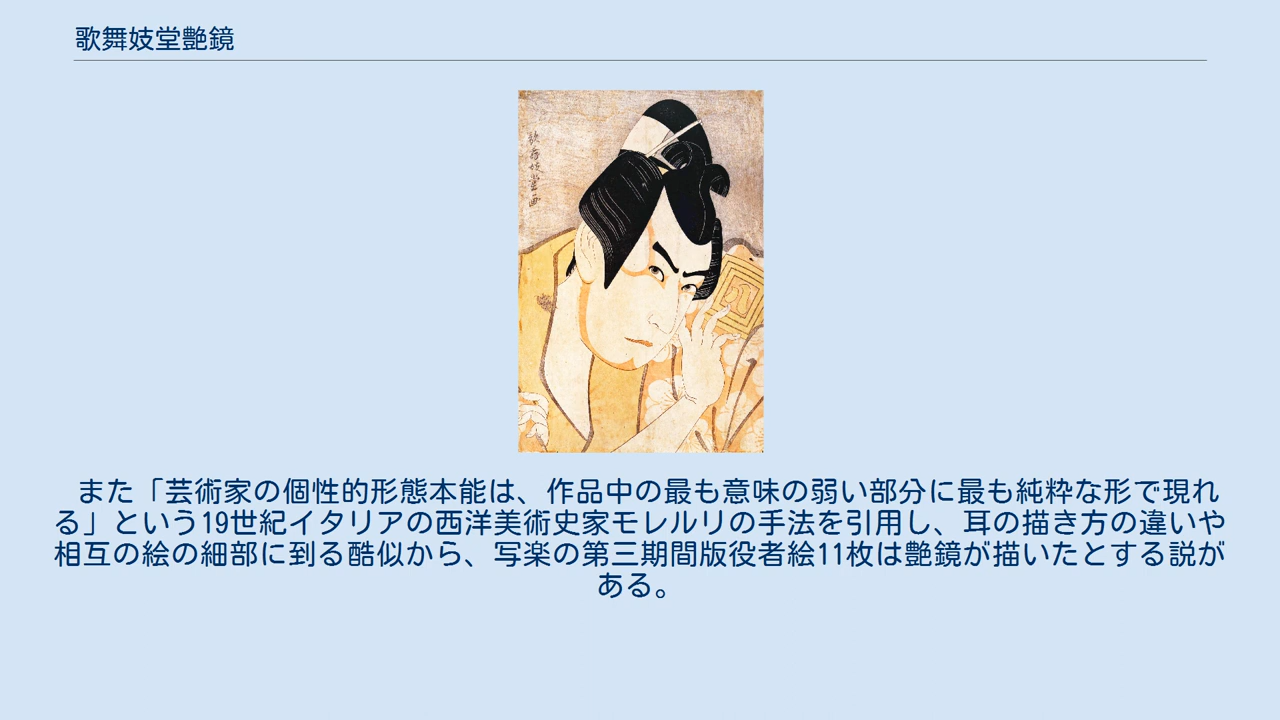 歌舞妓堂艶鏡
歌舞妓堂画
また「芸術家の個性的形態本能は、作品中の最も意味の弱い部分に最も純粋な形で現れ
る」という19世紀イタリアの西洋美術史家モレルリの手法を引用し、耳の描き方の違いや
相互の絵の細部に到る酷似から、写楽の第三期間版役者絵11枚は艶鏡が描いたとする説が
ある。